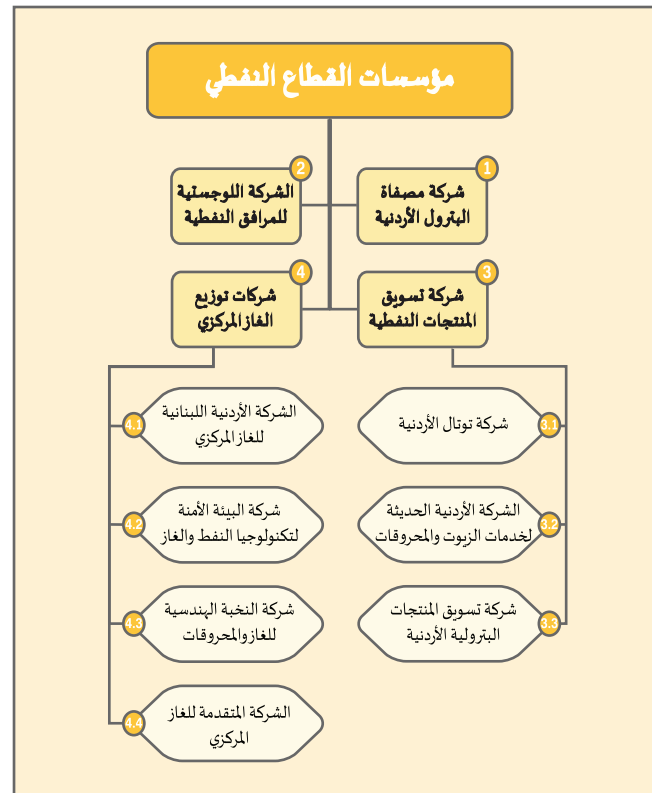 مؤسسات القطاع النفطي
1
شركة مصفاة
البترول الأردنية
2
الشركة اللوجستية
للمرافق النفطية
3
شركة تسويق
المنتجات النفطية
4
شركات توزيع
الغاز المركزي
3.1
شركة توتال الأردنية
3.2
الشركة الأردنية الحديثة
لخدمات الزيوت والمحروقات
3.3
شركة تسويق المنتجات
البترولية الأردنية
4.1
الشركة الأردنية اللبنانية
للغاز المركزي
4.2
شركة البيئة الأمنة
لتكنولوجيا النفط والغاز
4.3
شركة النخبة الهندسية
للغاز والمحروقات
4.4
الشركة المتقدمة للغاز
المركزي